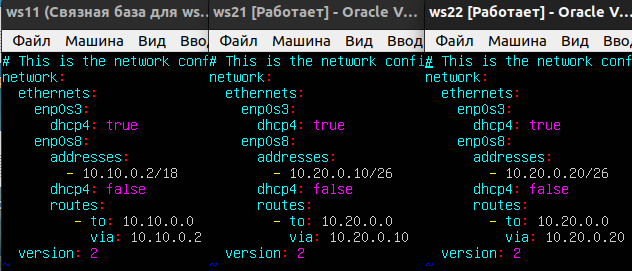 ws11 (Связная база для ws...
Файл Машина Вид Ввод
# This is the network confi
network:
  ethernets:
    enp0s3:
      dhcp4: true
    enp0s8:
      addresses:
        - 10.10.0.2/18
      dhcp4: false
      routes:
        - to: 10.10.0.0
          via: 10.10.0.2
  version: 2
ws21 [Работает] - Oracle V...
Файл Машина Вид Ввод
# This is the network confi
network:
  ethernets:
    enp0s3:
      dhcp4: true
    enp0s8:
      addresses:
        - 10.20.0.10/26
      dhcp4: false
      routes:
        - to: 10.20.0.0
          via: 10.20.0.10
  version: 2
ws22 [Работает] - Oracle V...
Файл Машина Вид Ввод
# This is the network confi
network:
  ethernets:
    enp0s3:
      dhcp4: true
    enp0s8:
      addresses:
        - 10.20.0.20/26
      dhcp4: false
      routes:
        - to: 10.20.0.0
          via: 10.20.0.20
  version: 2